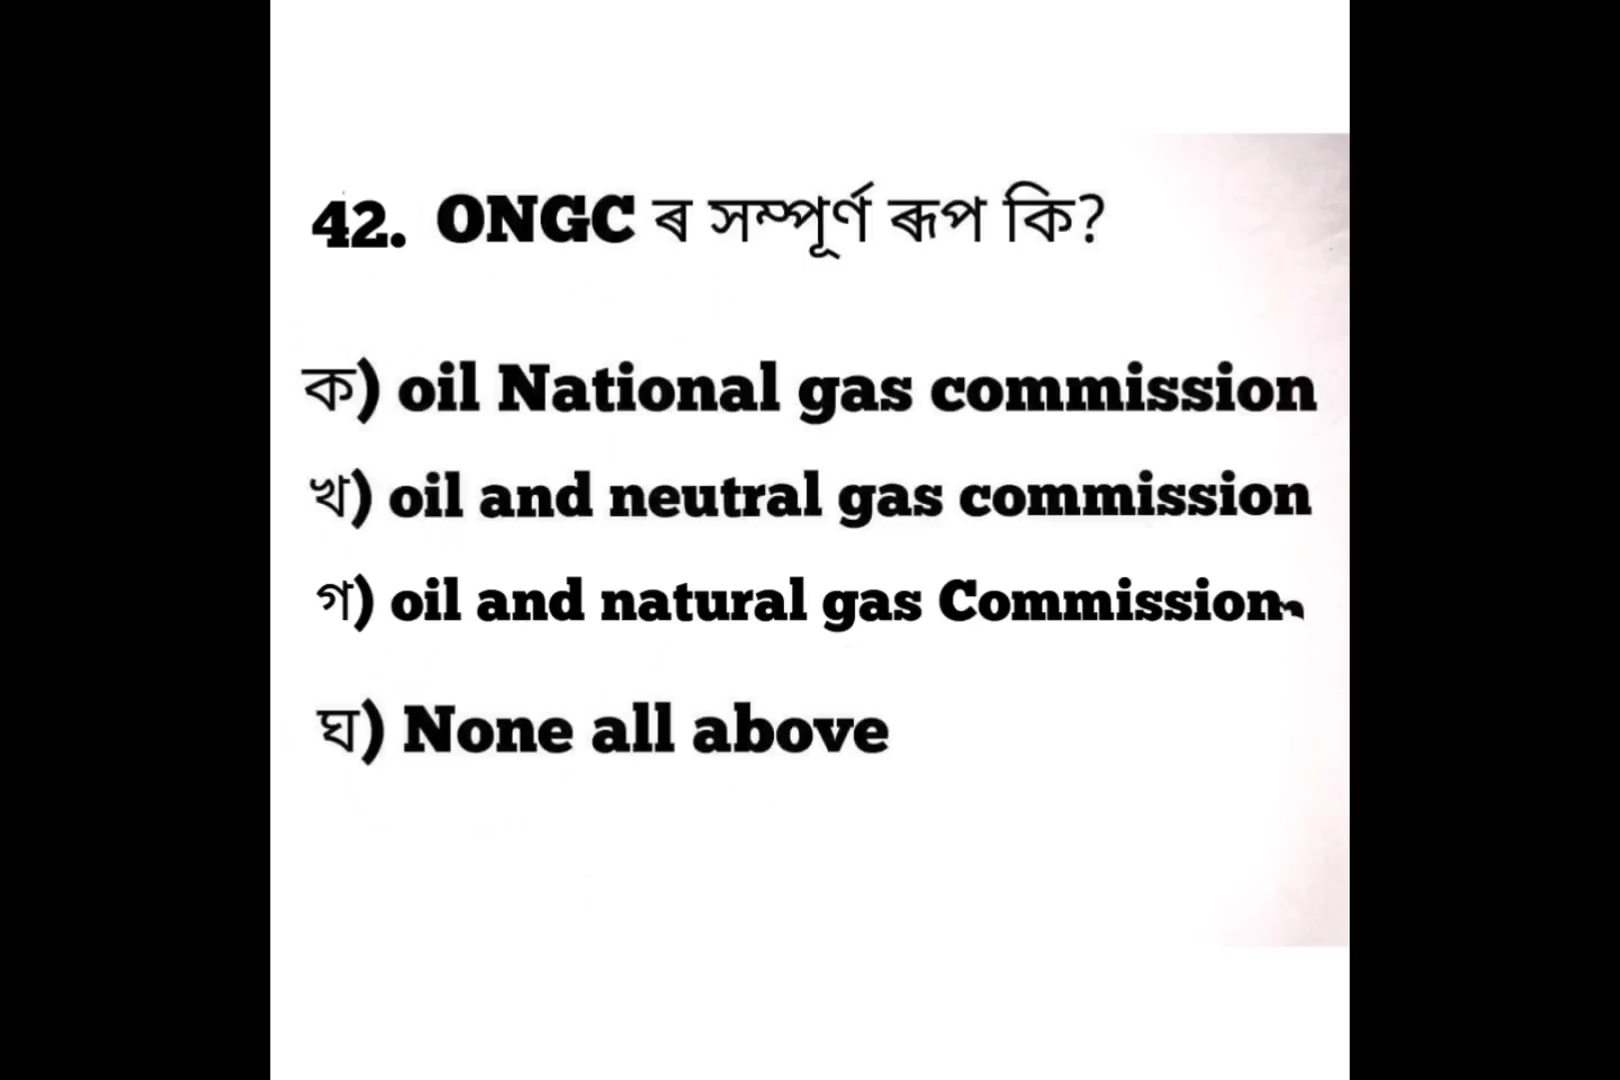 42. ONGC ৰ সম্পূৰ্ণ ৰূপ কি?
ক) oil National gas commission
খ) oil and neutral gas commission
গ) oil and natural gas Commission
ঘ) None all above